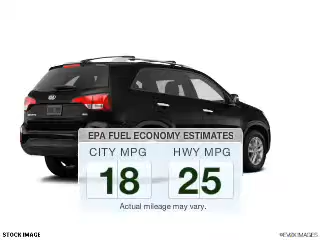 EPA FUEL ECONOMY ESTIMATES
CITY MPG HWY MPG
18 25
Actual mileage may vary.
STOCK IMAGE ©EVOX IMAGES